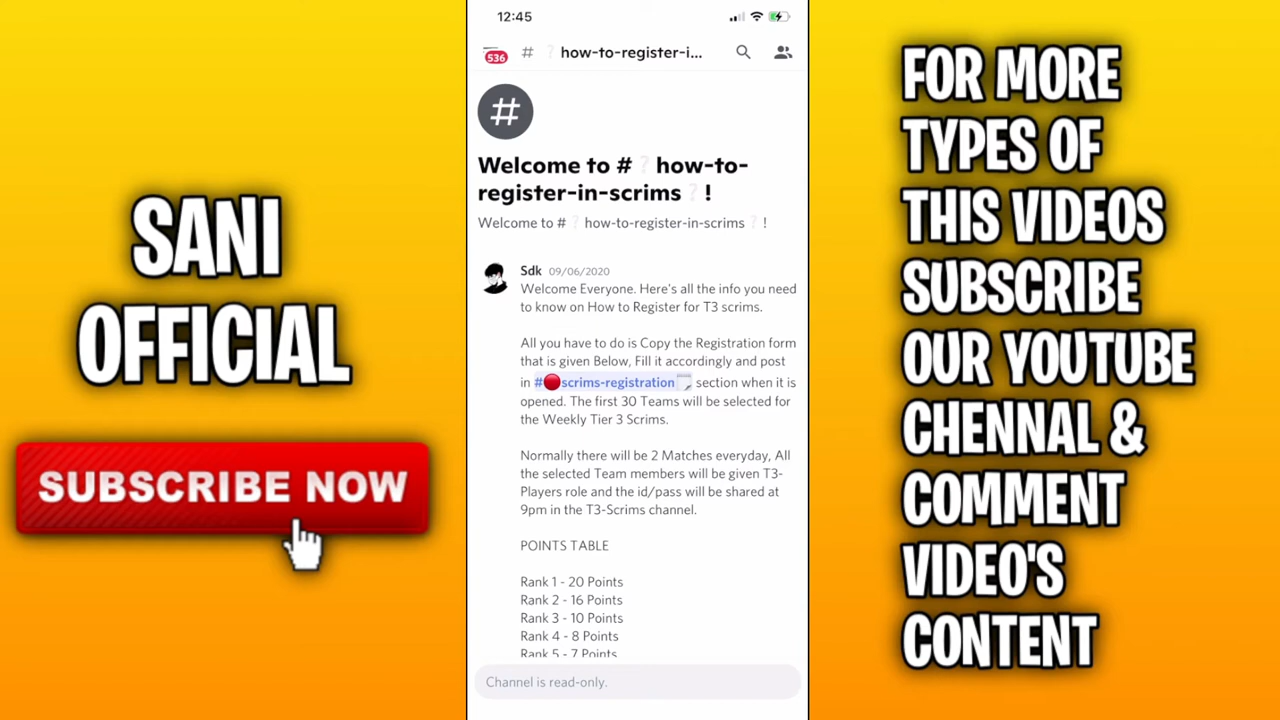 SANI
OFFICIAL
SUBSCRIBE NOW
12:45
536
# ❔ how-to-register-i...
#
Welcome to #❔how-to-
register-in-scrims❔!
Welcome to #❔how-to-register-in-scrims❔!
Sdk 09/06/2020
Welcome Everyone. Here's all the info you need
to know on How to Register for T3 scrims.
All you have to do is Copy the Registration form
that is given Below, Fill it accordingly and post
in #🔴scrims-registration🗒️ section when it is
opened. The first 30 Teams will be selected for
the Weekly Tier 3 Scrims.
Normally there will be 2 Matches everyday, All
the selected Team members will be given T3-
Players role and the id/pass will be shared at
9pm in the T3-Scrims channel.
POINTS TABLE
Rank 1 - 20 Points
Rank 2 - 16 Points
Rank 3 - 10 Points
Rank 4 - 8 Points
Rank 5 - 7 Points
Channel is read-only.
FOR MORE
TYPES OF
THIS VIDEOS
SUBSCRIBE
OUR YOUTUBE
CHENNAL &
COMMENT
VIDEO'S
CONTENT